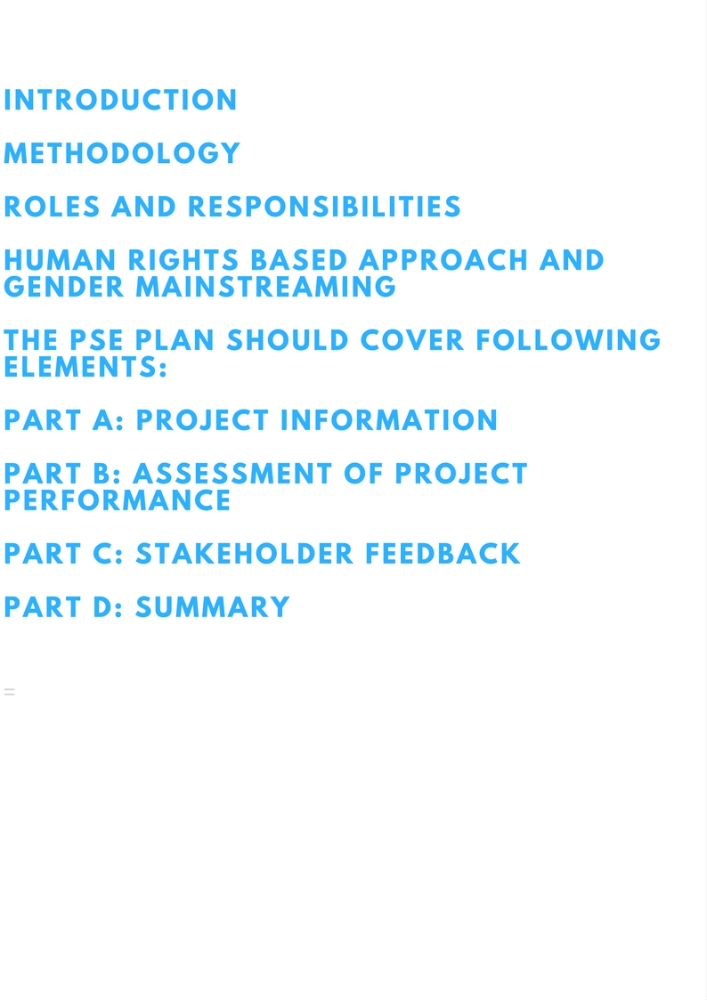 INTRODUCTION
METHODOLOGY
ROLES AND RESPONSIBILITIES
HUMAN RIGHTS BASED APPROACH AND
GENDER MAINSTREAMING
THE PSE PLAN SHOULD COVER FOLLOWING
ELEMENTS:
PART A: PROJECT INFORMATION
PART B: ASSESSMENT OF PROJECT
PERFORMANCE
PART C: STAKEHOLDER FEEDBACK
PART D: SUMMARY
=